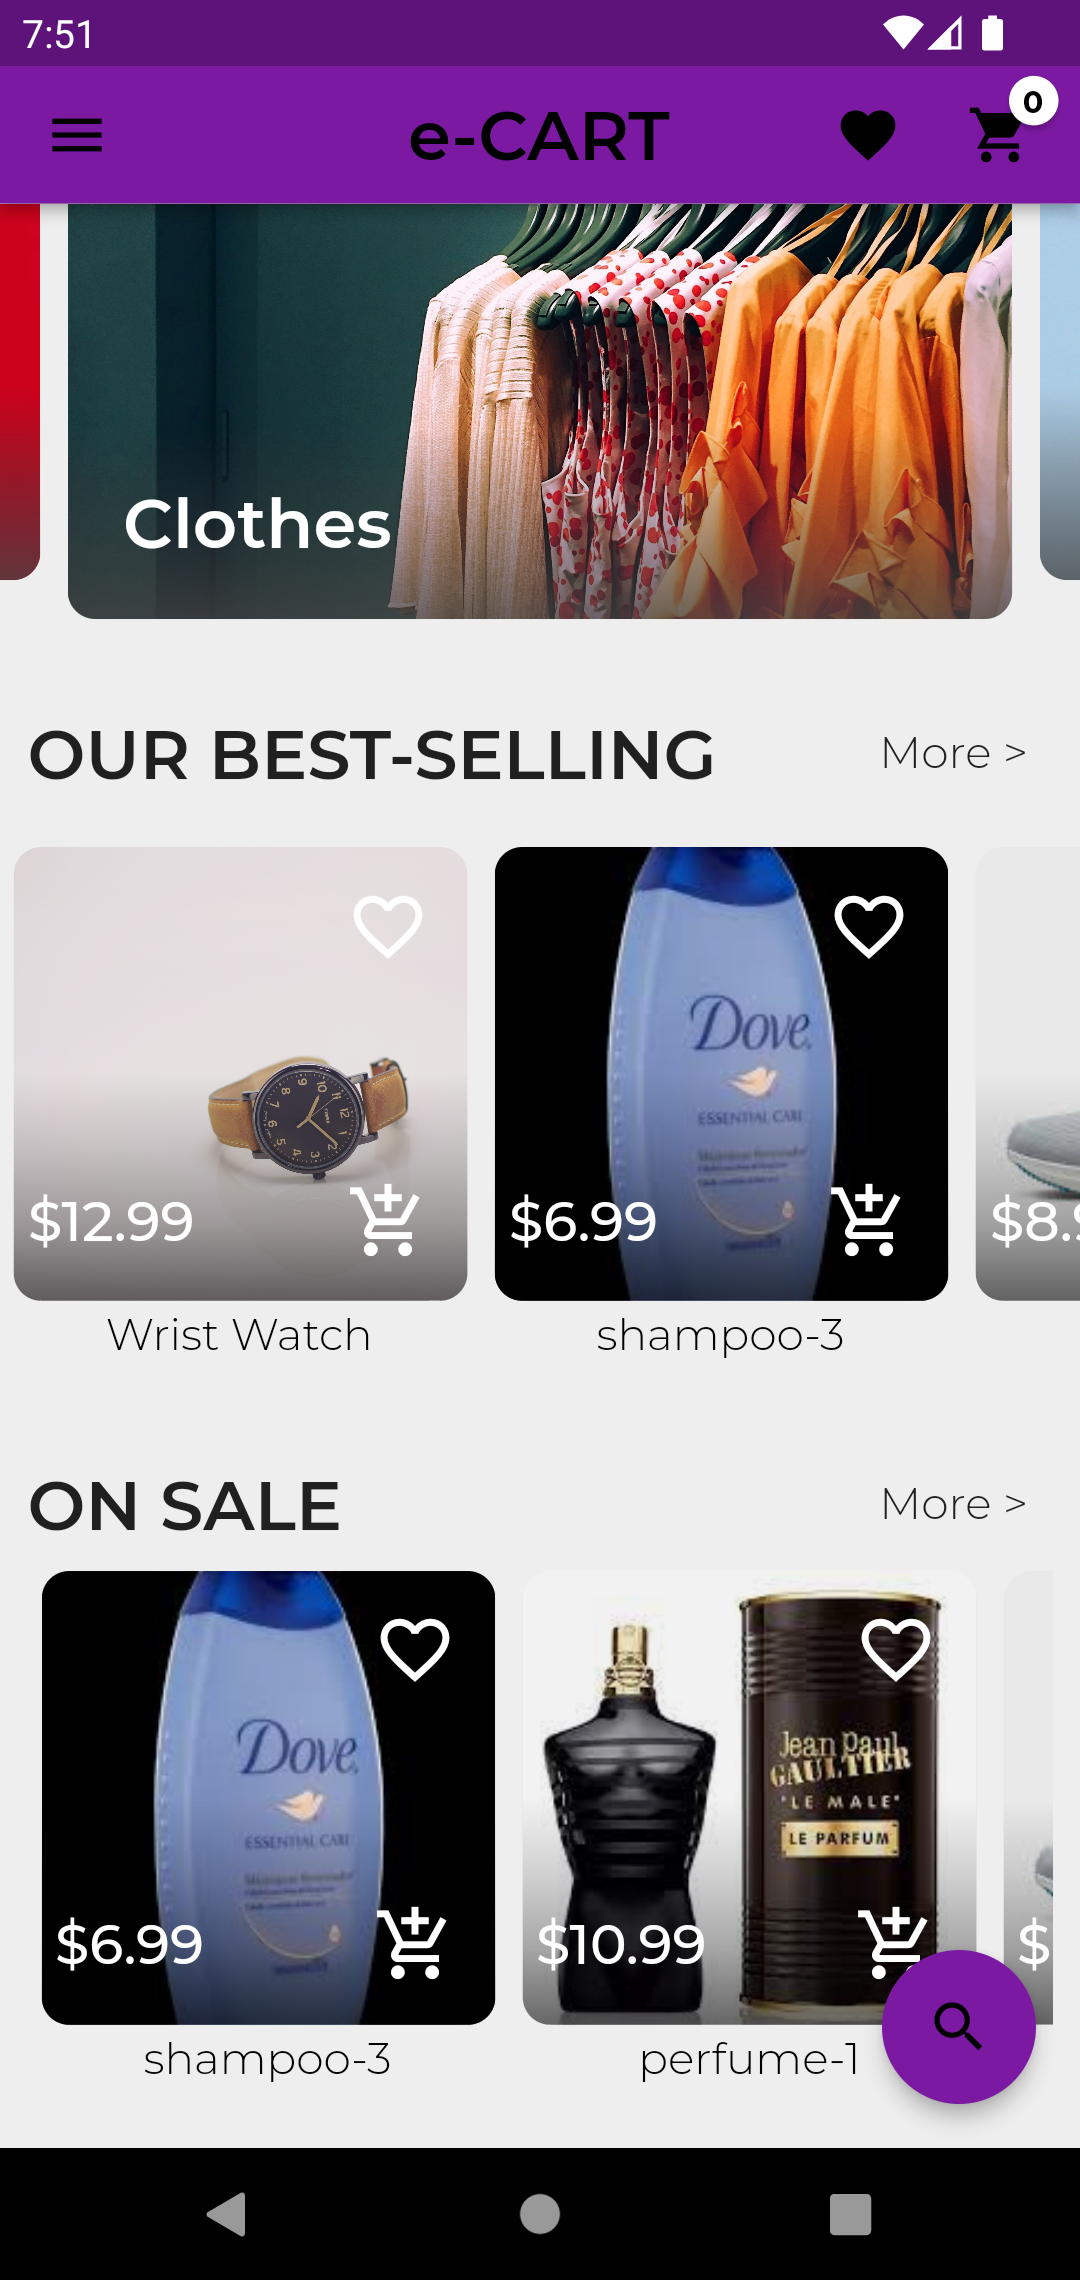 7:51
e-CART
0
Clothes
OUR BEST-SELLING
More >
Dove
ESSENTIAL CARE
$12.99
$6.99
Wrist Watch
shampoo-3
ON SALE
More >
Dove
ESSENTIAL CARE
Jean Paul
GAULTIER
"LE MALE"
LE PARFUM
$6.99
$10.99
$
shampoo-3
perfume-1